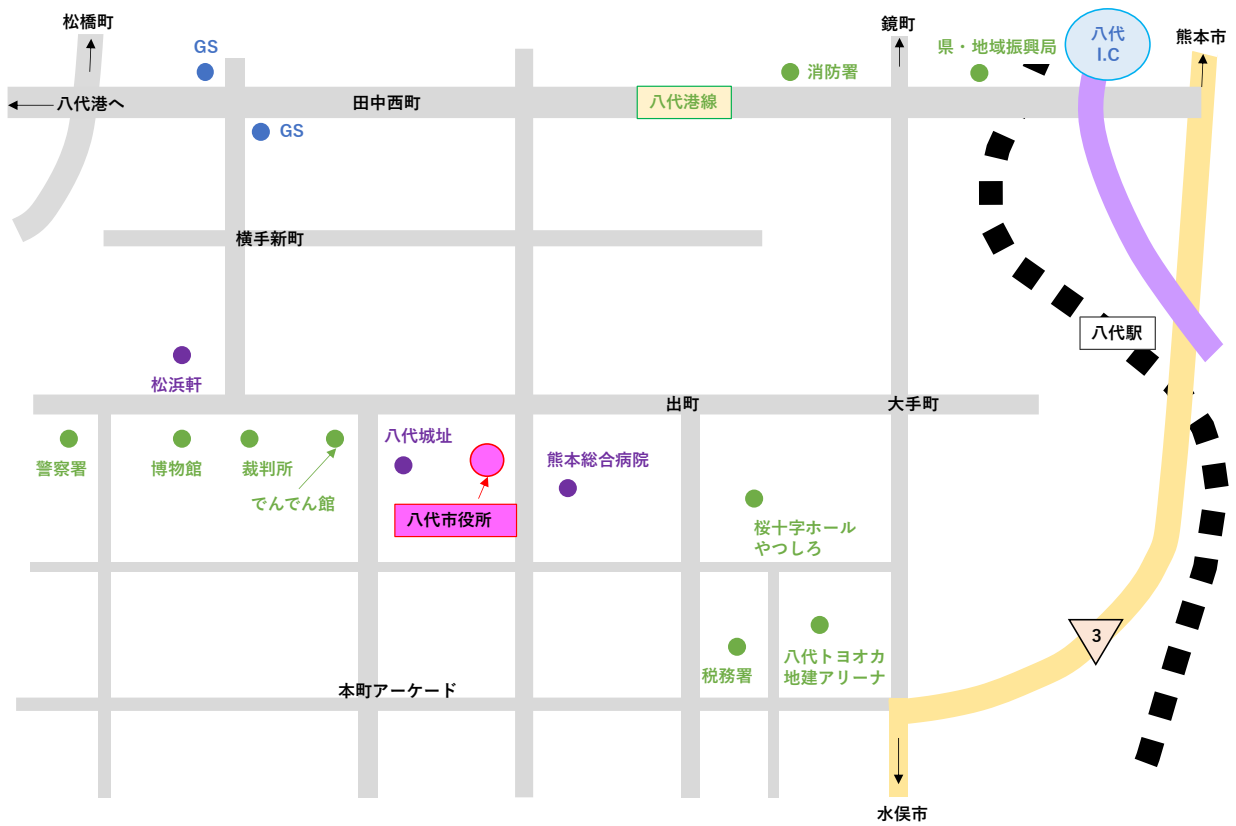 松橋町
GS
鏡町
県・地域振興局
八代
I.C
熊本市
消防署
八代港へ
田中西町
八代港線
GS
横手新町
八代駅
松浜軒
出町
大手町
八代城址
熊本総合病院
警察署
博物館
裁判所
でんでん館
八代市役所
桜十字ホール
やつしろ
3
八代トヨオカ
地建アリーナ
税務署
本町アーケード
水俣市